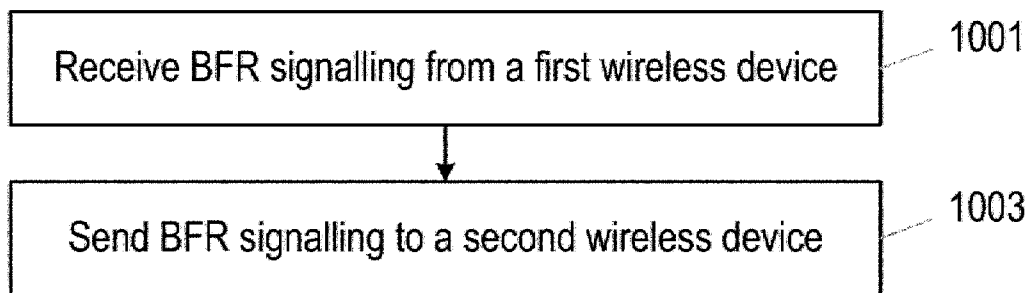 Receive BFR signalling from a first wireless device
1001
Send BFR signalling to a second wireless device
1003